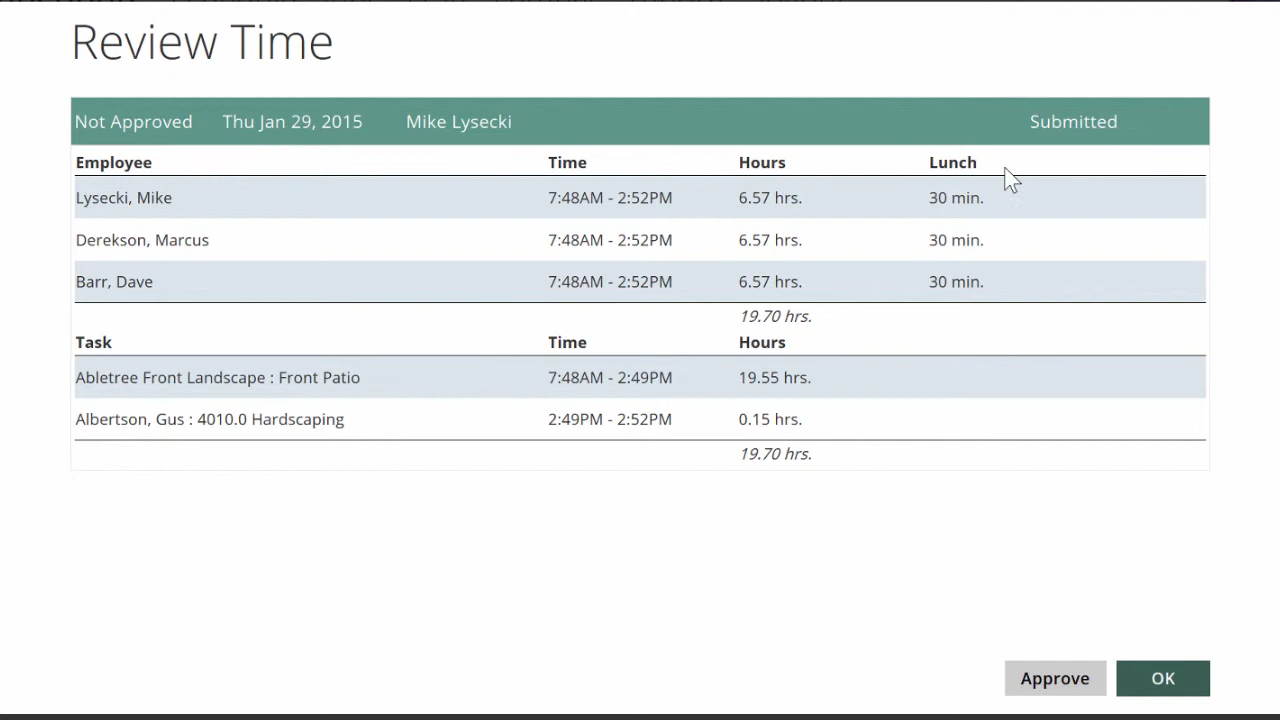 Review Time
Not Approved Thu Jan 29, 2015 Mike Lysecki Submitted
Employee Time Hours Lunch
Lysecki, Mike 7:48AM - 2:52PM 6.57 hrs. 30 min.
Derekson, Marcus 7:48AM - 2:52PM 6.57 hrs. 30 min.
Barr, Dave 7:48AM - 2:52PM 6.57 hrs. 30 min.
19.70 hrs.
Task Time Hours
Abletree Front Landscape : Front Patio 7:48AM - 2:49PM 19.55 hrs.
Albertson, Gus : 4010.0 Hardscaping 2:49PM - 2:52PM 0.15 hrs.
19.70 hrs.
Approve OK